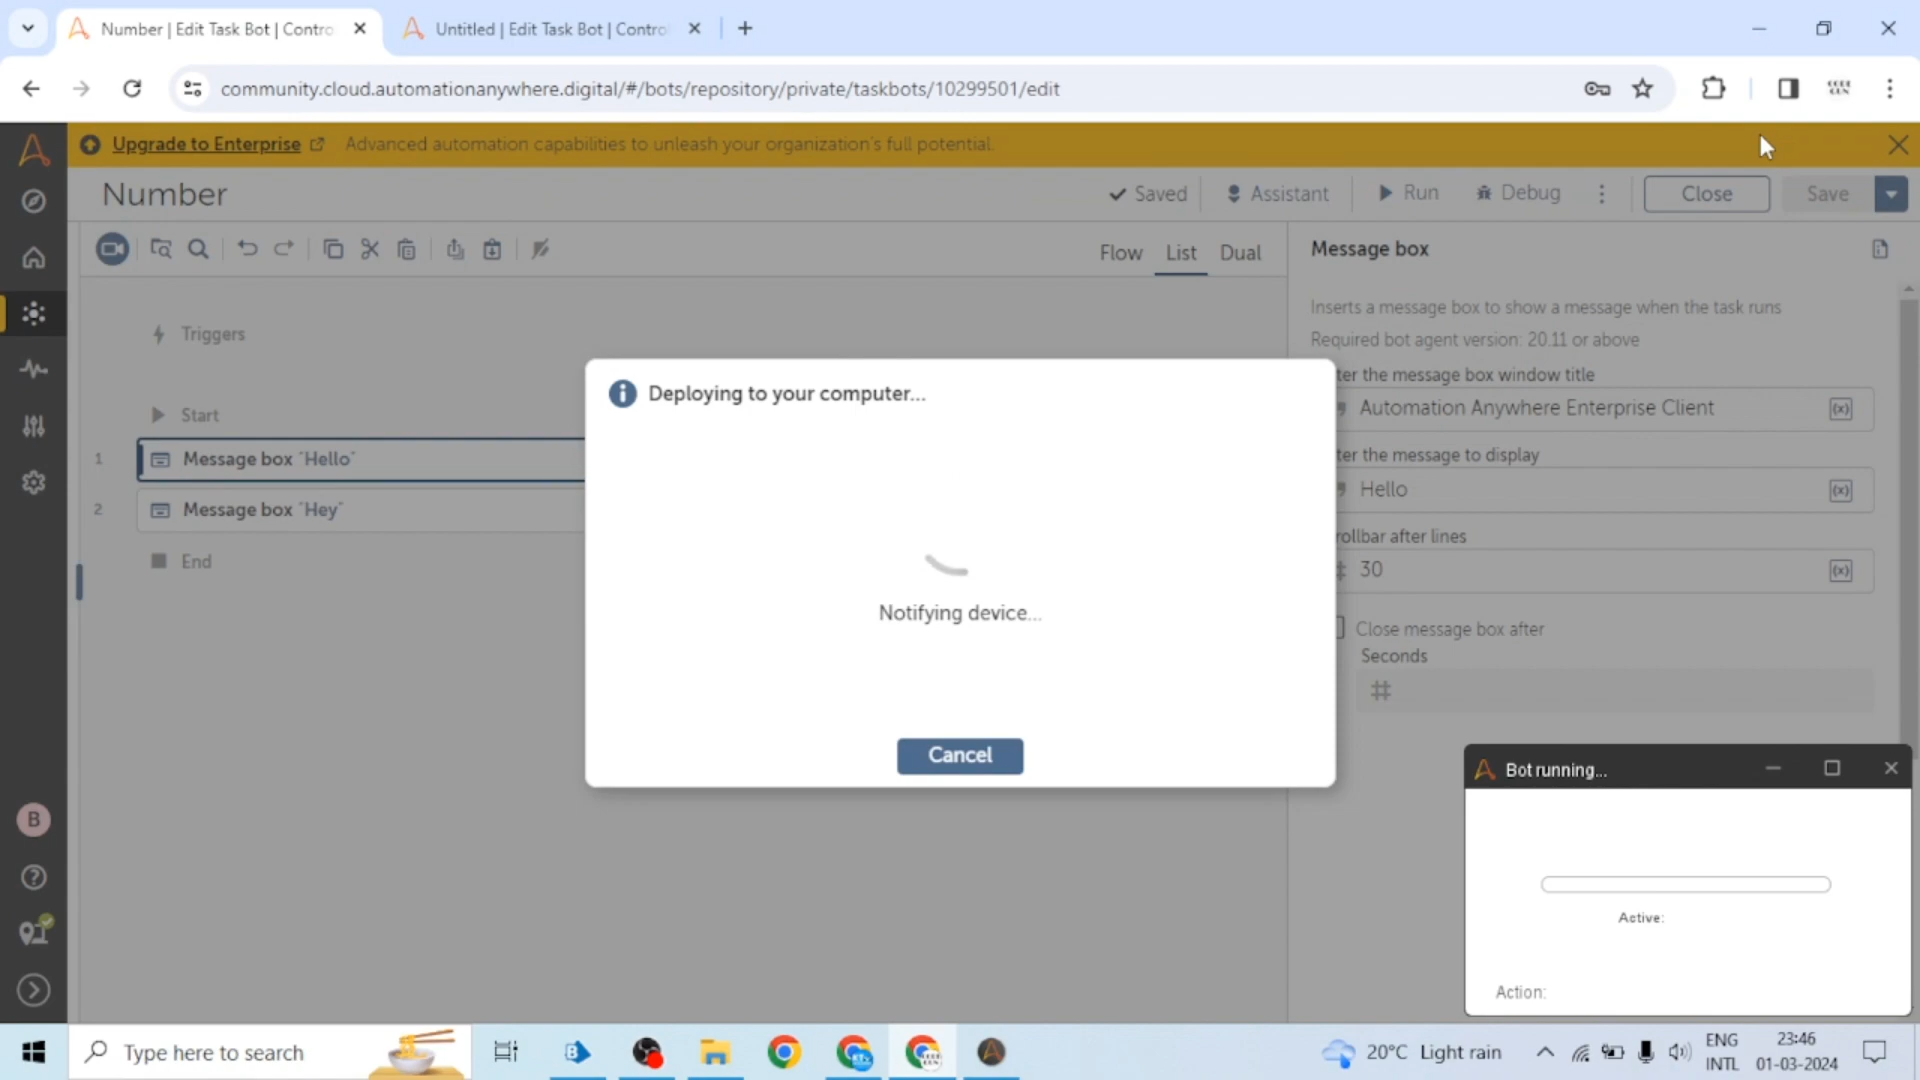 Number | Edit Task Bot | Contro
Untitled | Edit Task Bot | Contro
community.cloud.automationanywhere.digital/#/bots/repository/private/taskbots/10299501/edit
Upgrade to Enterprise
Advanced automation capabilities to unleash your organization's full potential.
Number
Saved
Assistant
Run
Debug
Close
Save
Flow
List
Dual
Message box
Inserts a message box to show a message when the task runs
Required bot agent version: 20.11 or above
Triggers
Start
1
Message box "Hello"
2
Message box "Hey"
End
Deploying to your computer...
Notifying device...
Cancel
ter the message box window title
Automation Anywhere Enterprise Client
(x)
ter the message to display
Hello
(x)
rollbar after lines
30
(x)
Close message box after
Seconds
#
Bot running...
Active:
Action:
B
Type here to search
20°C Light rain
ENG
INTL
23:46
01-03-2024